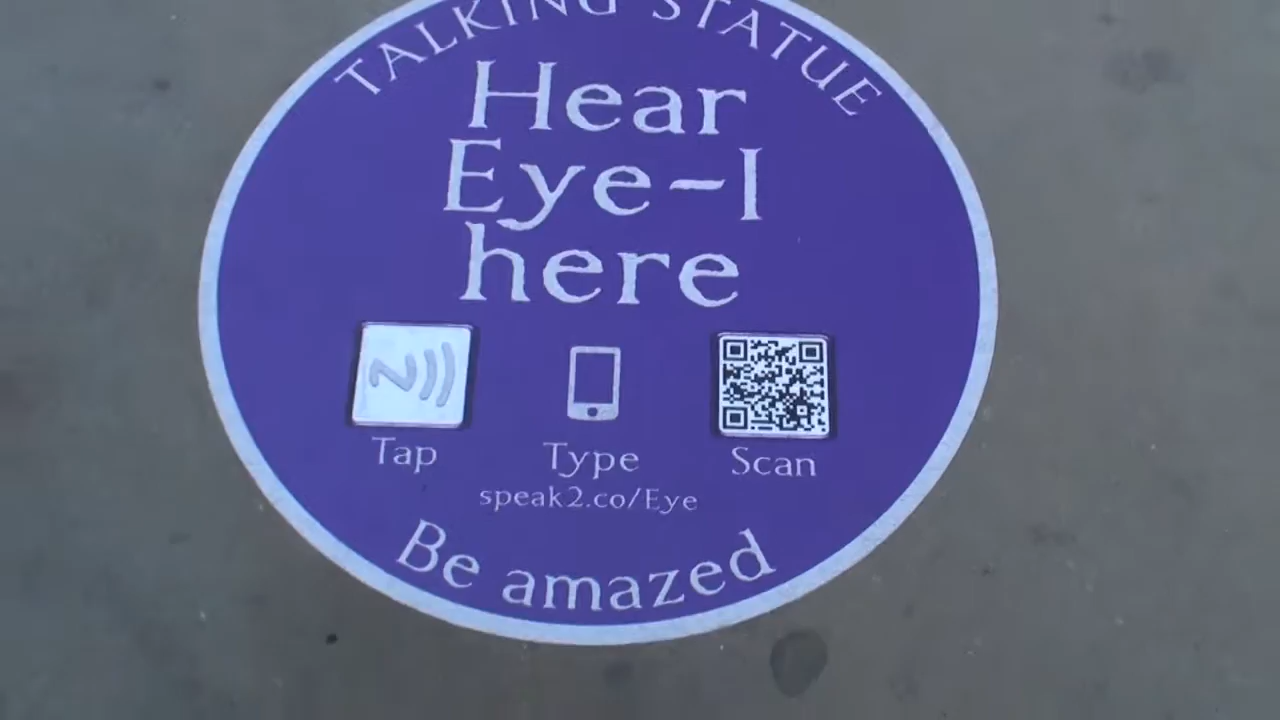 TALKING STATUE
Hear
Eye-I
here
Tap
Type
Scan
speak2.co/Eye
Be amazed